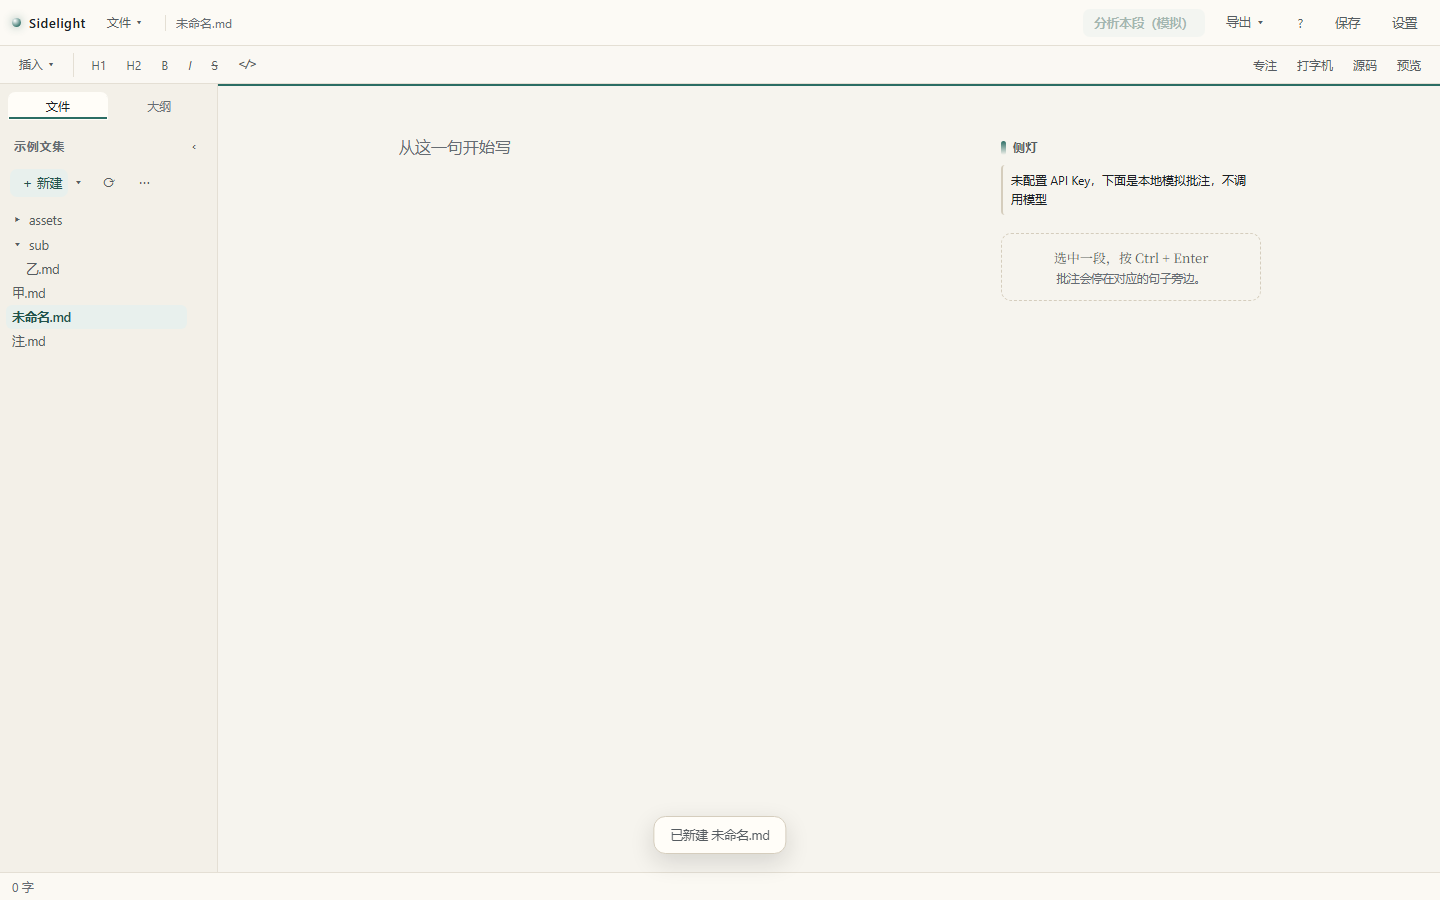 Sidelight 文件 未命名.md 分析本段（模拟） 导出 ? 保存 设置
插入 H1 H2 B I S </> 专注 打字机 源码 预览
文件 大纲
示例文集
+ 新建 ...
assets
sub
乙.md
甲.md
未命名.md
注.md
从这一句开始写
侧灯
未配置 API Key，下面是本地模拟批注，不调
用模型
选中一段，按 Ctrl + Enter
批注会停在对应的句子旁边。
已新建 未命名.md
0 字